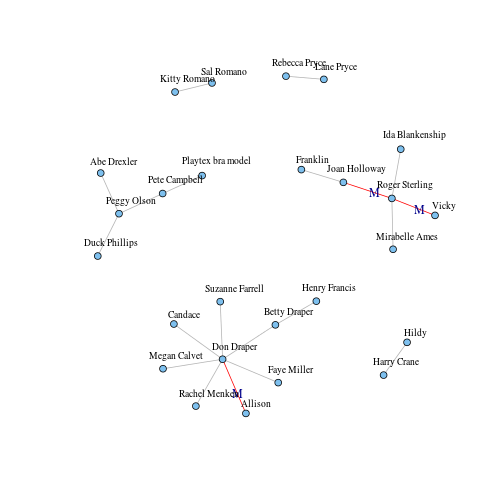 Rebecca Pryce
Lane Pryce
Sal Romano
Kitty Romano
Ida Blankenship
Abe Drexler
Playtex bra model
Franklin
Joan Holloway
Pete Campbell
Roger Sterling
M
Peggy Olson
Vicky
M
Duck Phillips
Mirabelle Ames
Suzanne Farrell
Henry Francis
Candace
Betty Draper
Hildy
Don Draper
Megan Calvet
Harry Crane
Faye Miller
Rachel Menken
M
Allison